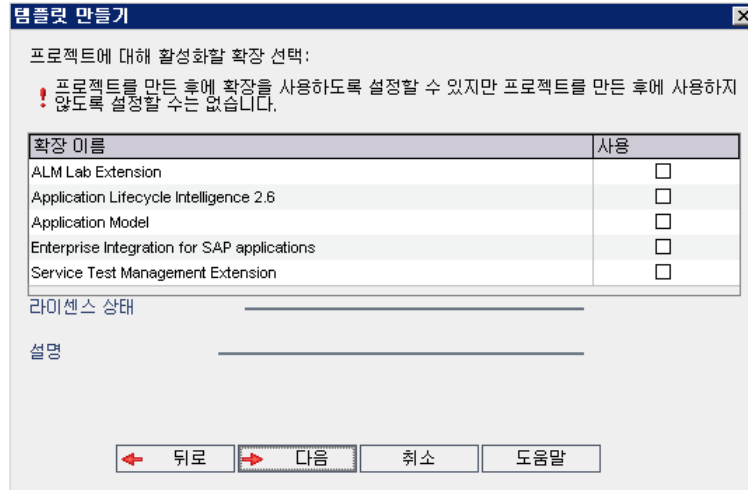 템플릿 만들기
프로젝트에 대해 활성화할 확장 선택:
프로젝트를 만든 후에 확장을 사용하도록 설정할 수 있지만 프로젝트를 만든 후에 사용하지
않도록 설정할 수는 없습니다.
확장 이름 사용
ALM Lab Extension
Application Lifecycle Intelligence 2.6
Application Model
Enterprise Integration for SAP applications
Service Test Management Extension
라이센스 상태
설명
뒤로 다음 취소 도움말